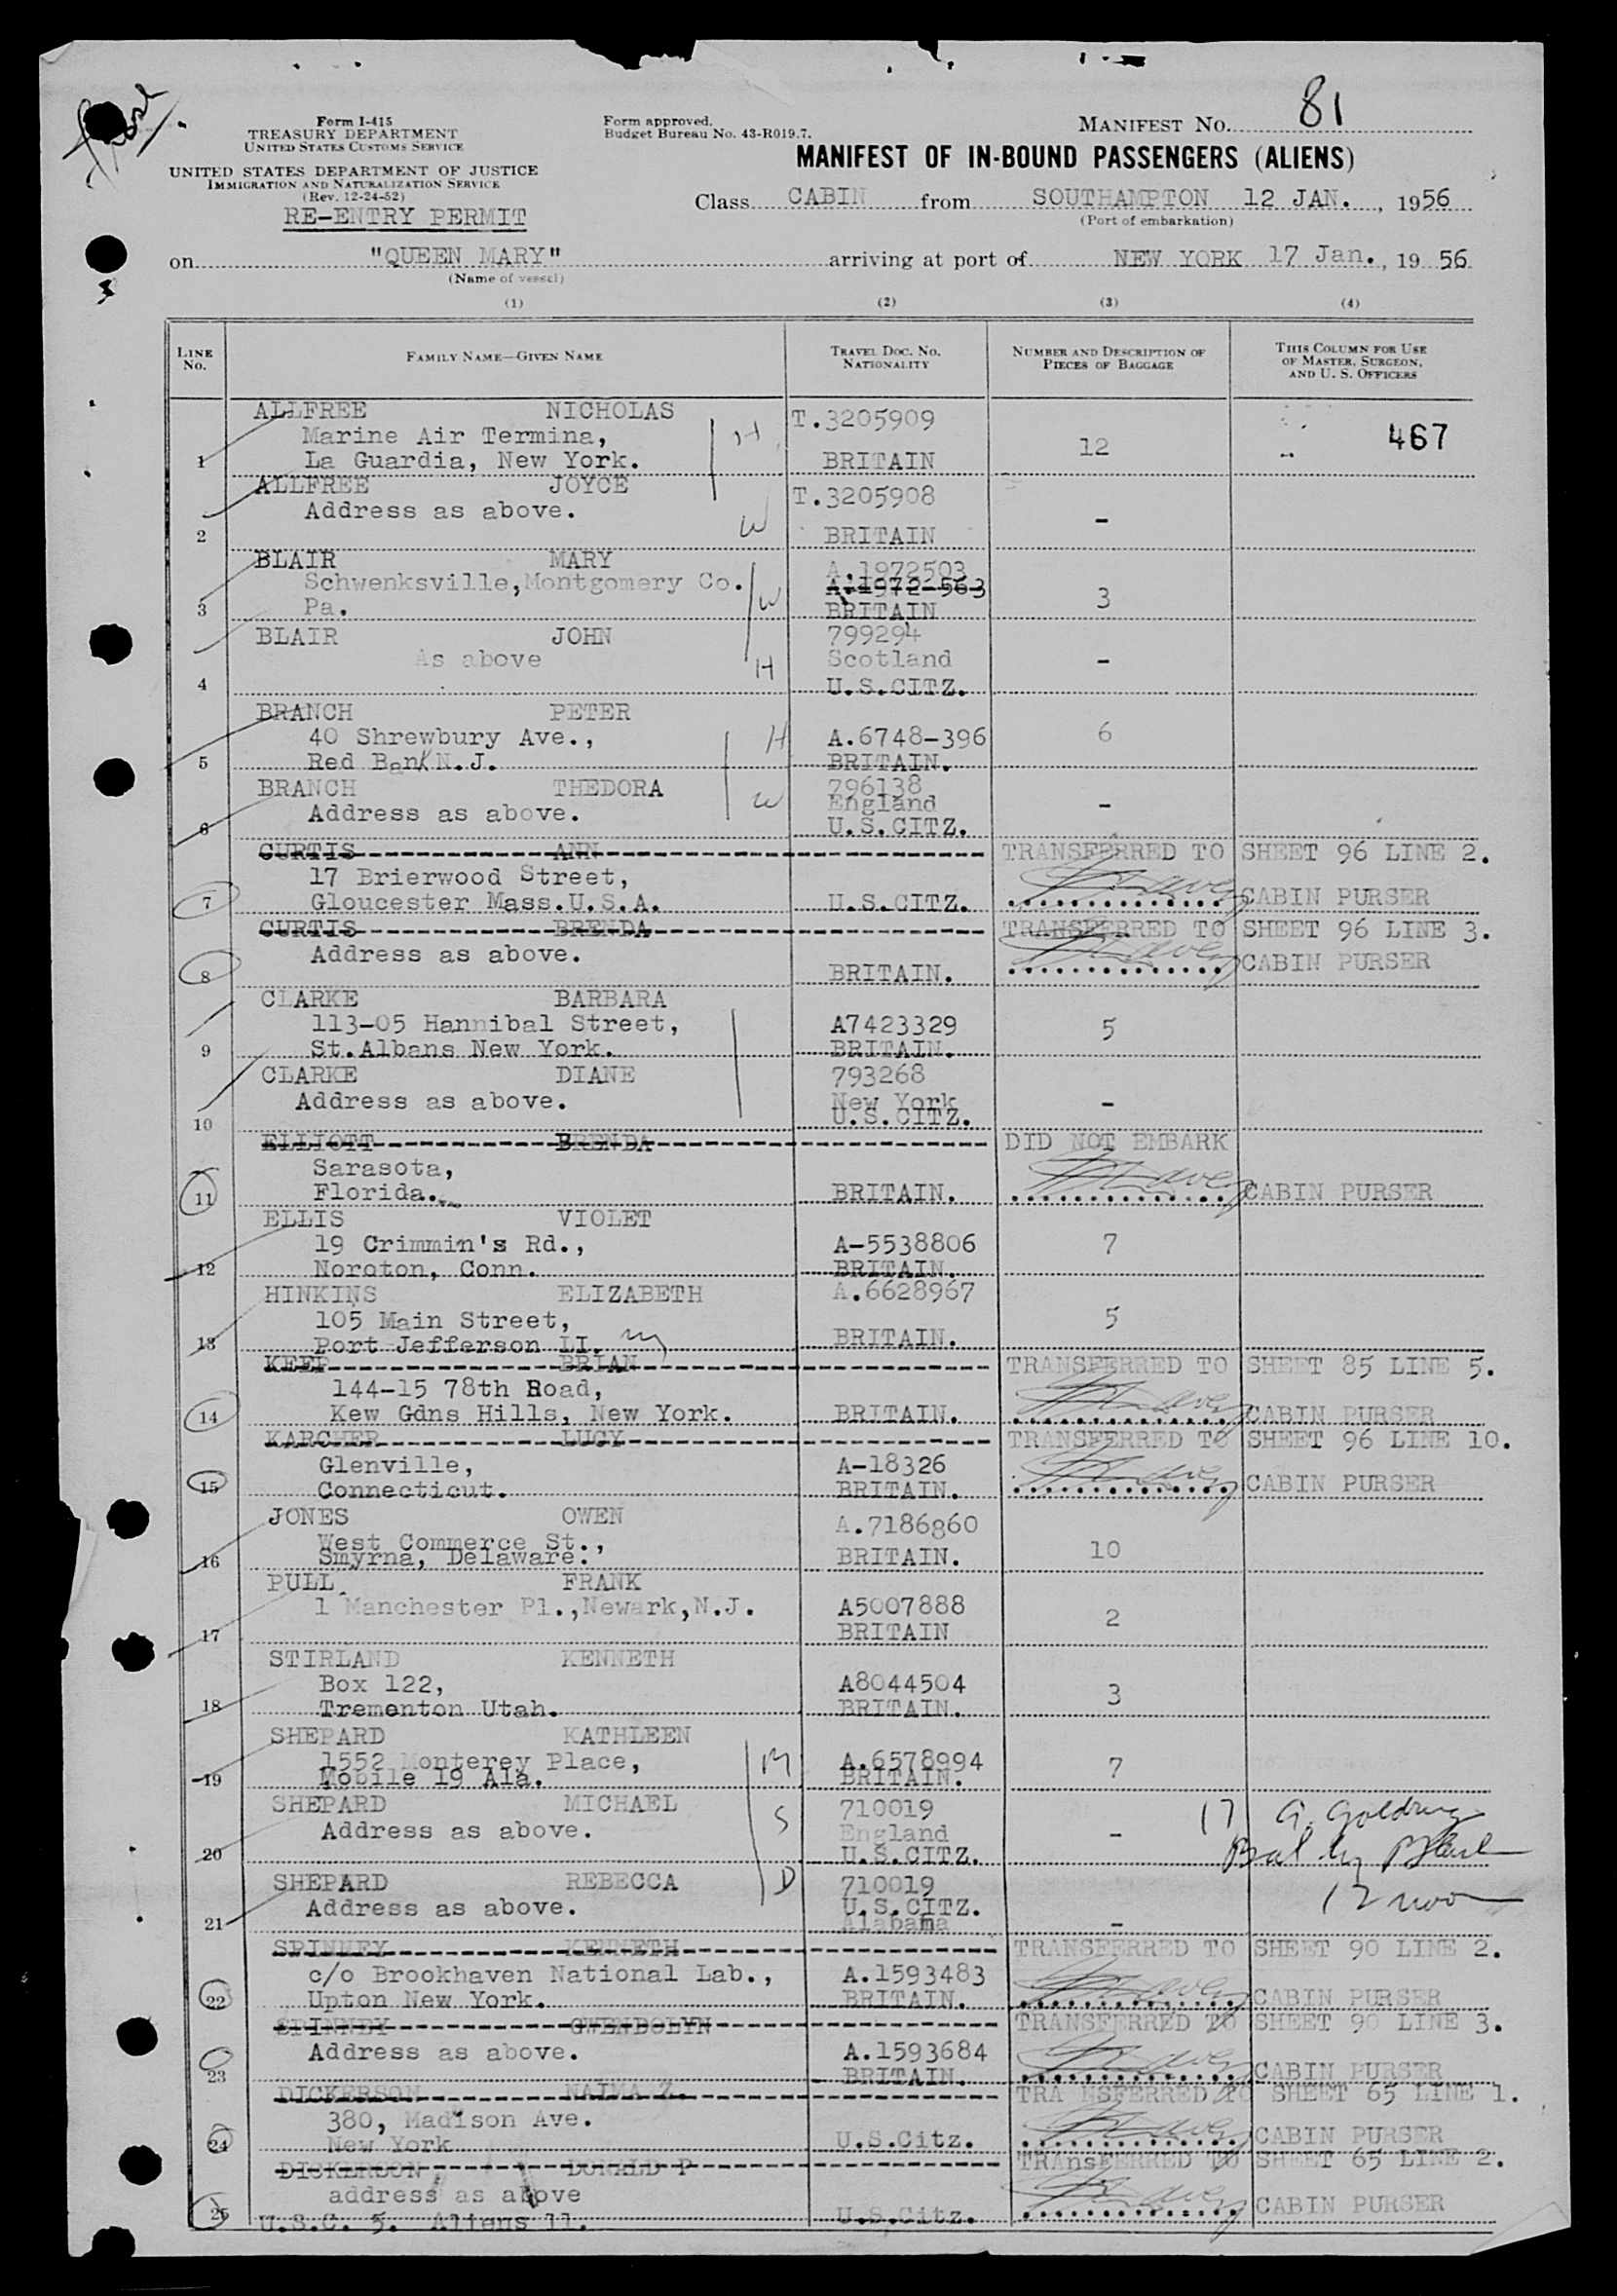 81
Form I-415
TREASURY DEPARTMENT
UNITED STATES CUSTOMS SERVICE
Form approved.
Budget Bureau No. 43-R019.7.
MANIFEST NO. 81
MANIFEST OF IN-BOUND PASSENGERS (ALIENS)
UNITED STATES DEPARTMENT OF JUSTICE
IMMIGRATION AND NATURALIZATION SERVICE
(Rev. 12-24-52)
RE-ENTRY PERMIT
Class CABIN from SOUTHAMPTON 12 JAN., 1956
(Port of embarkation)
on "QUEEN MARY" arriving at port of NEW YORK 17 Jan., 19 56
(Name of vessel)
(1) (2) (3) (4)
LINE NO. FAMILY NAME—GIVEN NAME TRAVEL DOC. NO. NATIONALITY NUMBER AND DESCRIPTION OF PIECES OF BAGGAGE THIS COLUMN FOR USE OF MASTER, SURGEON, AND U. S. OFFICERS
ALLFREE NICHOLAS T.3205909
Marine Air Termina, H 12 467
1 La Guardia, New York. BRITAIN
ALLFREE JOYCE T.3205908
Address as above. W -
2 BRITAIN
BLAIR MARY A.1972503
Schwenksville,Montgomery Co. W A.1972-563
3 Pa. BRITAIN 3
BLAIR JOHN 799294
As above H Scotland -
4 U.S.CITZ.
BRANCH PETER
40 Shrewbury Ave., H A.6748-396 6
5 Red Bank N.J. BRITAIN.
BRANCH THEDORA 796138
Address as above. W England -
6 U.S.CITZ.
CURTIS ANN TRANSFERRED TO SHEET 96 LINE 2.
17 Brierwood Street,
7 Gloucester Mass.U.S.A. U.S.CITZ. CABIN PURSER
CURTIS BRENDA TRANSFERRED TO SHEET 96 LINE 3.
Address as above.
8 BRITAIN. CABIN PURSER
CLARKE BARBARA
113-05 Hannibal Street, A7423329 5
9 St.Albans New York. BRITAIN.
CLARKE DIANE 793268
Address as above. New York -
10 U.S.CITZ.
ELLIOTT BRENDA DID NOT EMBARK
Sarasota,
11 Florida. BRITAIN. CABIN PURSER
ELLIS VIOLET
19 Crimmin's Rd., A-5538806 7
12 Noroton, Conn. BRITAIN.
HINKINS ELIZABETH A.6628967
105 Main Street, 5
13 Port Jefferson LI. BRITAIN.
KEEP BRIAN TRANSFERRED TO SHEET 85 LINE 5.
144-15 78th Road,
14 Kew Gdns Hills, New York. BRITAIN. CABIN PURSER
KARCHER LUCY TRANSFERRED TO SHEET 96 LINE 10.
Glenville, A-18326
15 Connecticut. BRITAIN. CABIN PURSER
JONES OWEN A.7186860
West Commerce St., 10
16 Smyrna, Delaware. BRITAIN.
PULL FRANK
1 Manchester Pl.,Newark,N.J. A5007888 2
17 BRITAIN
STIRLAND KENNETH
Box 122, A8044504 3
18 Trementon Utah. BRITAIN.
SHEPARD KATHLEEN
1552 Monterey Place, M A.6578994 7
19 Mobile 19 Ala. BRITAIN.
SHEPARD MICHAEL 710019
Address as above. S England - 17 G. Goldring
20 U.S.CITZ.
SHEPARD REBECCA D 710019
Address as above. U.S.CITZ. 12 noon
21 Alabama -
SPINNEY KENNETH TRANSFERRED TO SHEET 90 LINE 2.
c/o Brookhaven National Lab., A.1593483
22 Upton New York. BRITAIN. CABIN PURSER
SPINNEY GWENDOLYN TRANSFERRED TO SHEET 90 LINE 3.
Address as above. A.1593684
23 BRITAIN. CABIN PURSER
DICKERSON NAIMA Z. TRA NSFERRED TO SHEET 65 LINE 1.
380, Madison Ave.
24 New York U.S.Citz. CABIN PURSER
DICKERSON DONALD P TRAnsFERRED TO SHEET 65 LINE 2.
address as above
25 U.S.Citz. CABIN PURSER
U.S.C. 5. Aliens 11.